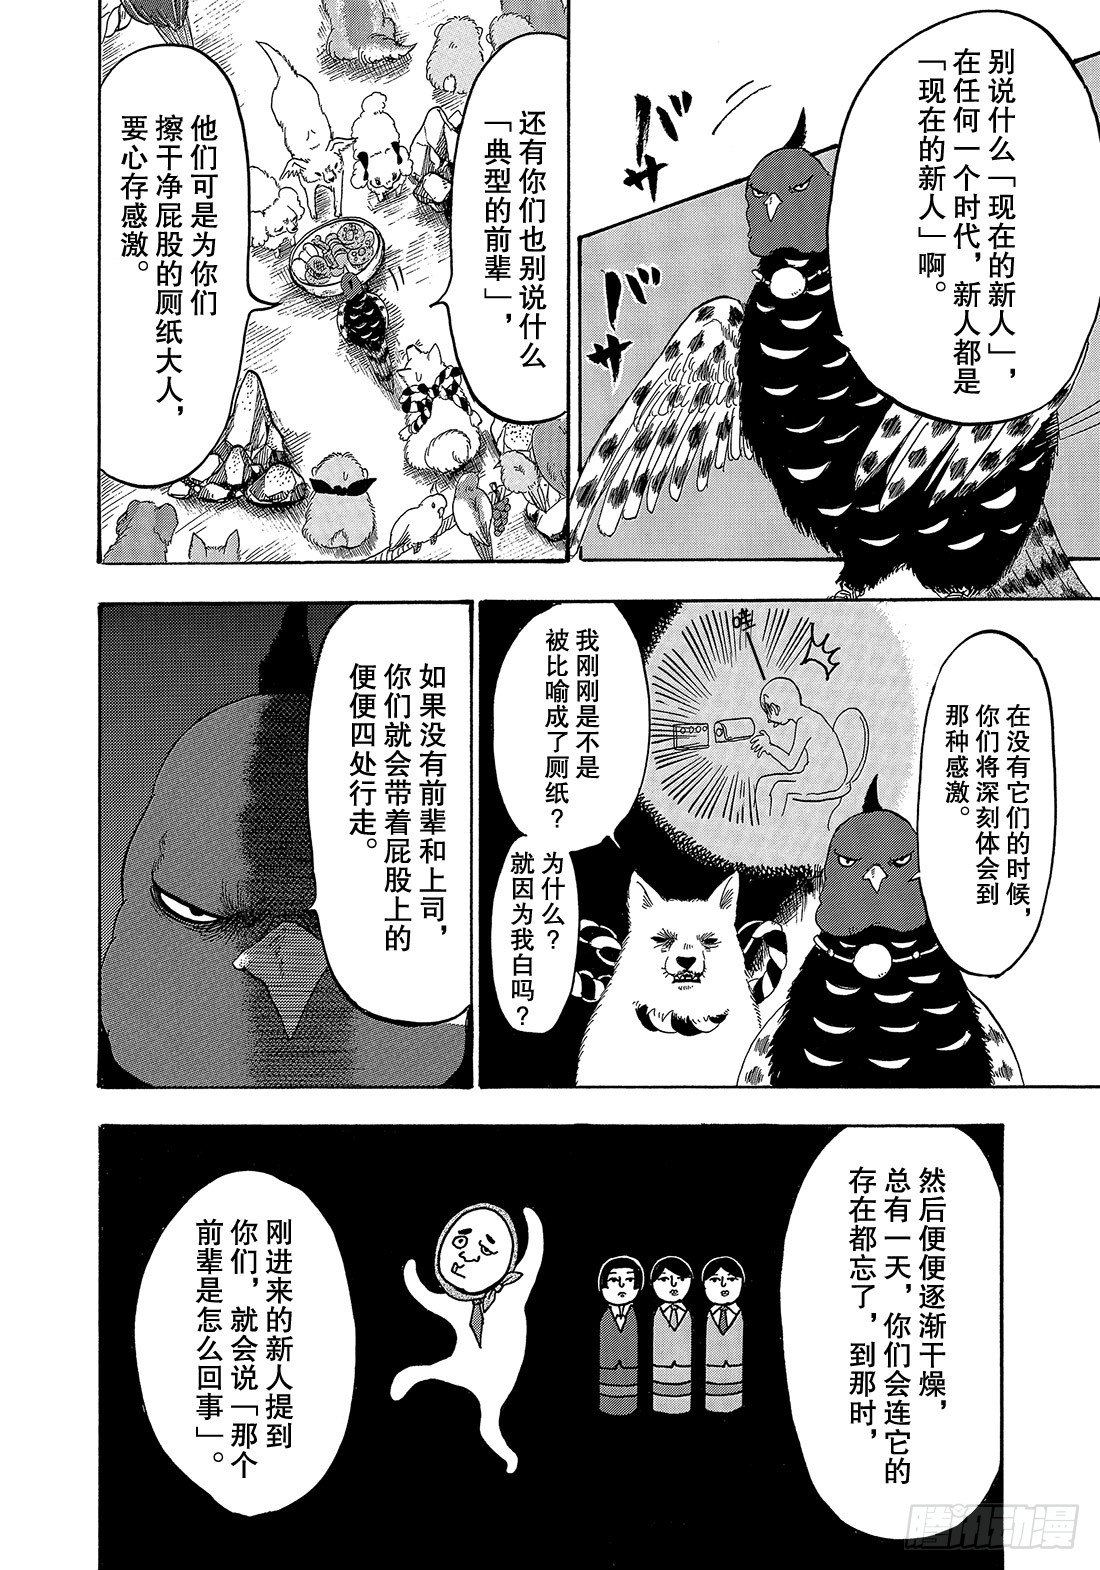 别说什么「现在的新人」，
在任何一个时代，新人都是
「现在的新人」啊。
バサ
バサ
还有你们也别说什么
「典型的前辈」，
他们可是为你们
擦干净屁股的厕纸大人，
要心存感激。
在没有它们的时候，
你们将深刻体会到
那种感激。
哇
我刚刚是不是
被比喻成了厕纸？
为什么？
就因为我白吗？
如果没有前辈和上司，
你们就会带着屁股上的
便便四处行走。
然后便便逐渐干燥，
总有一天，你们会连它的
存在都忘了，到那时，
刚进来的新人提到
你们，就会说「那个
前辈是怎么回事」。
腾讯动漫